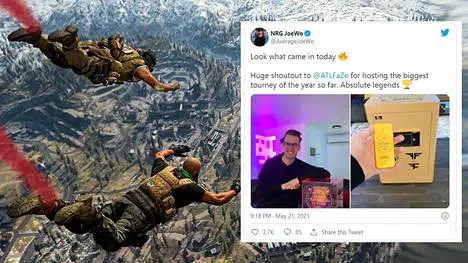 NRG JoeWo
@AverageJoeWo
Look what came in today 🔥
Huge shoutout to @ATLFaZe for hosting the biggest
tourney of the year so far. Absolute legends 🏆
9:18 PM - May 21, 2021
3.7K
85
Share this Tweet